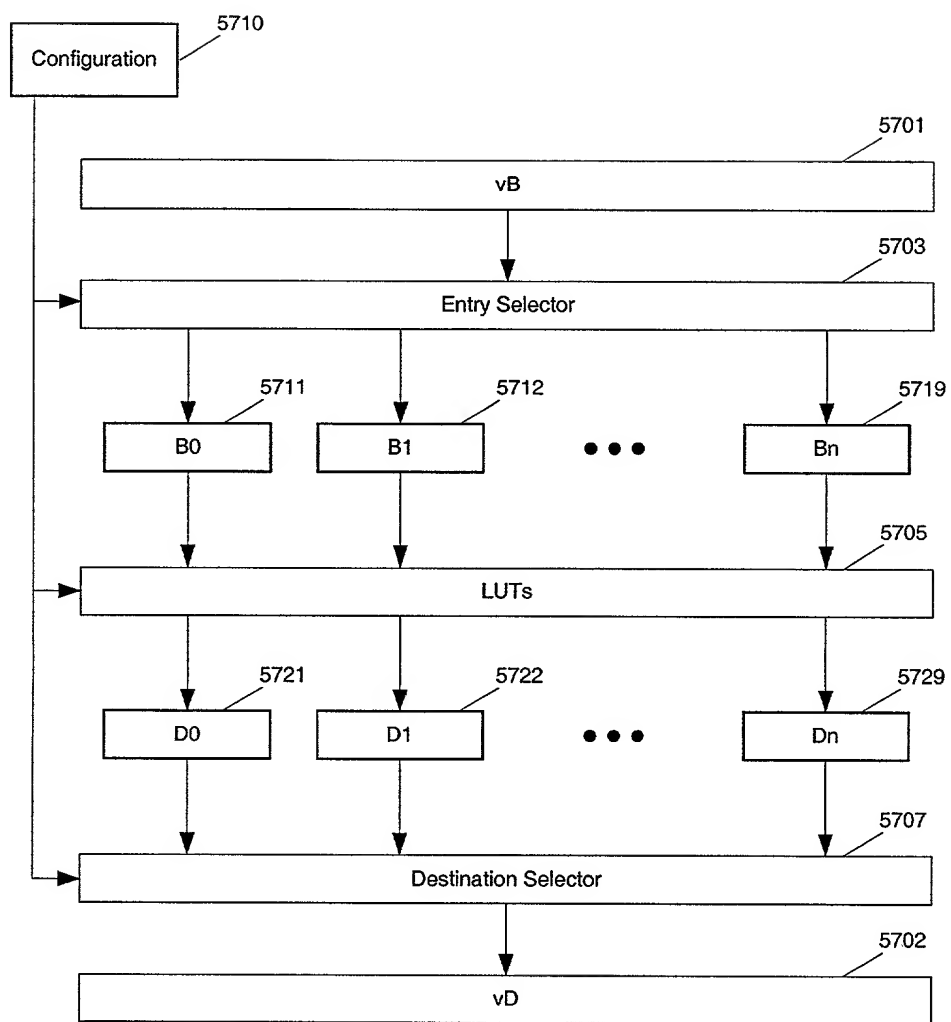 5710
Configuration
5701
vB
5703
Entry Selector
5711 5712 5719
B0 B1 Bn
5705
LUTs
5721 5722 5729
D0 D1 Dn
5707
Destination Selector
5702
vD